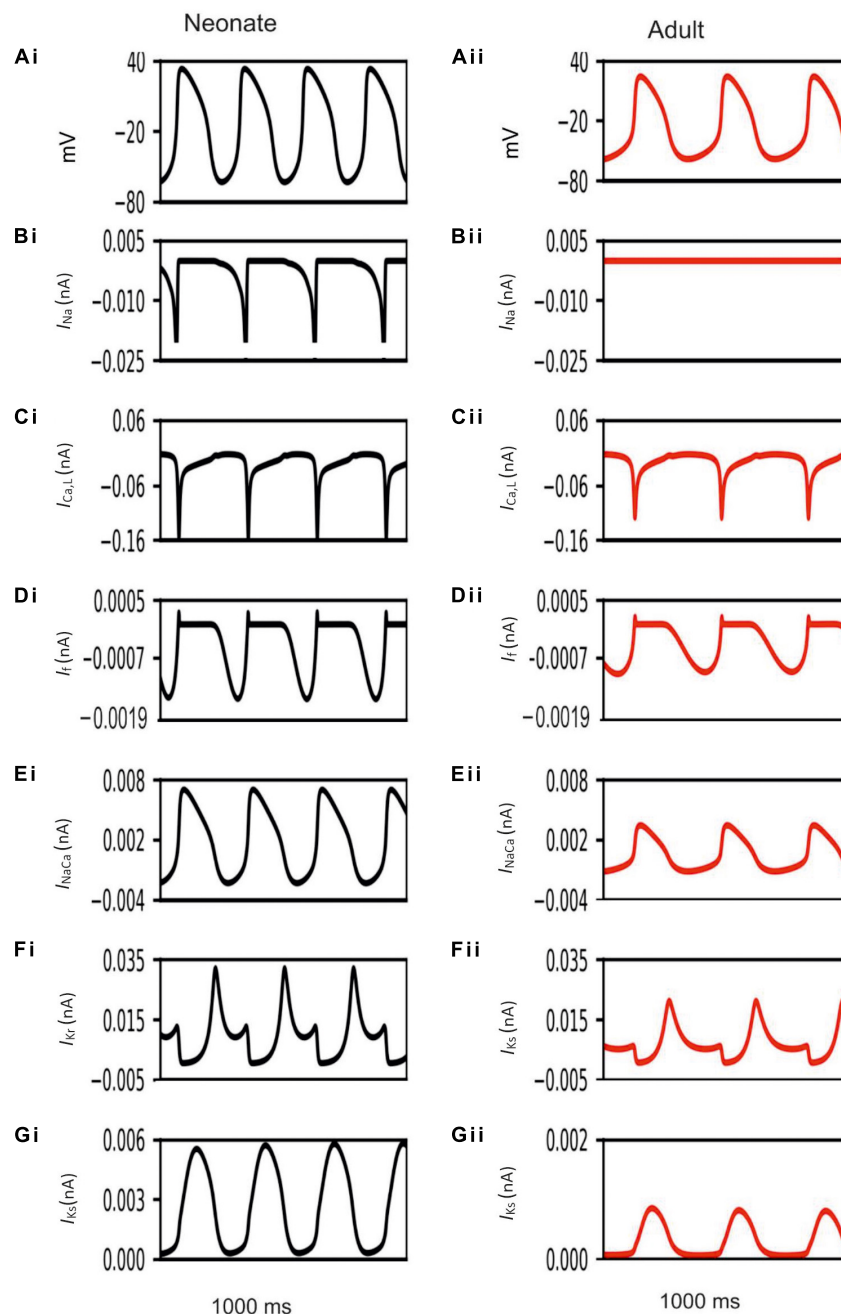 Neonate
Adult
Ai
40
−20
−80
mV
Aii
40
−20
−80
mV
Bi
0.005
−0.010
−0.025
INa (nA)
Bii
0.005
−0.010
−0.025
INa (nA)
Ci
0.06
−0.06
−0.16
ICa,L (nA)
Cii
0.06
−0.06
−0.16
ICa,L (nA)
Di
0.0005
−0.0007
−0.0019
If (nA)
Dii
0.0005
−0.0007
−0.0019
If (nA)
Ei
0.008
0.002
−0.004
INaCa (nA)
Eii
0.008
0.002
−0.004
INaCa (nA)
Fi
0.035
0.015
−0.005
IKr (nA)
Fii
0.035
0.015
−0.005
IKs (nA)
Gi
0.006
0.003
0.000
IKs(nA)
Gii
0.002
0.000
IKs (nA)
1000 ms
1000 ms